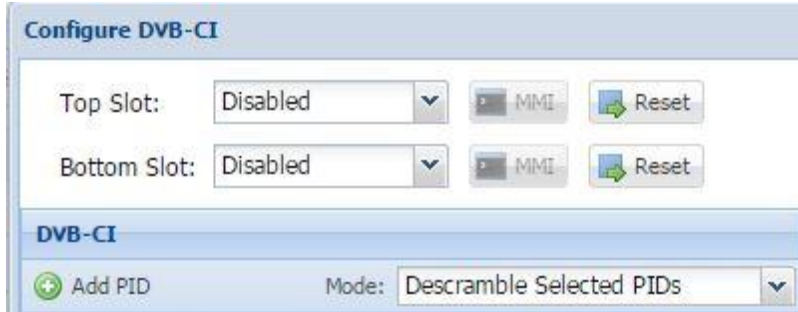 Configure DVB-CI
Top Slot: Disabled MMI Reset
Bottom Slot: Disabled MMI Reset
DVB-CI
Add PID Mode: Descramble Selected PIDs